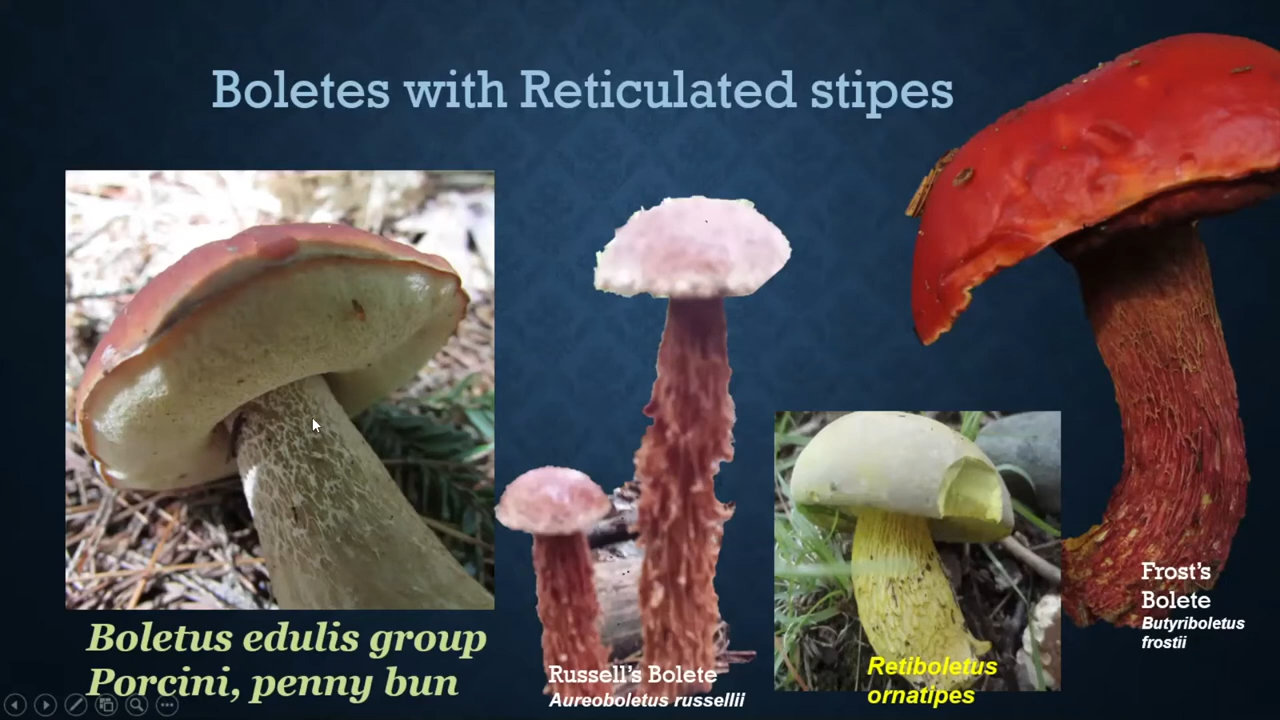 Boletes with Reticulated stipes
Boletus edulis group
Porcini, penny bun
Russell's Bolete
Aureoboletus russellii
Retiboletus
ornatipes
Frost's
Bolete
Butyriboletus
frostii